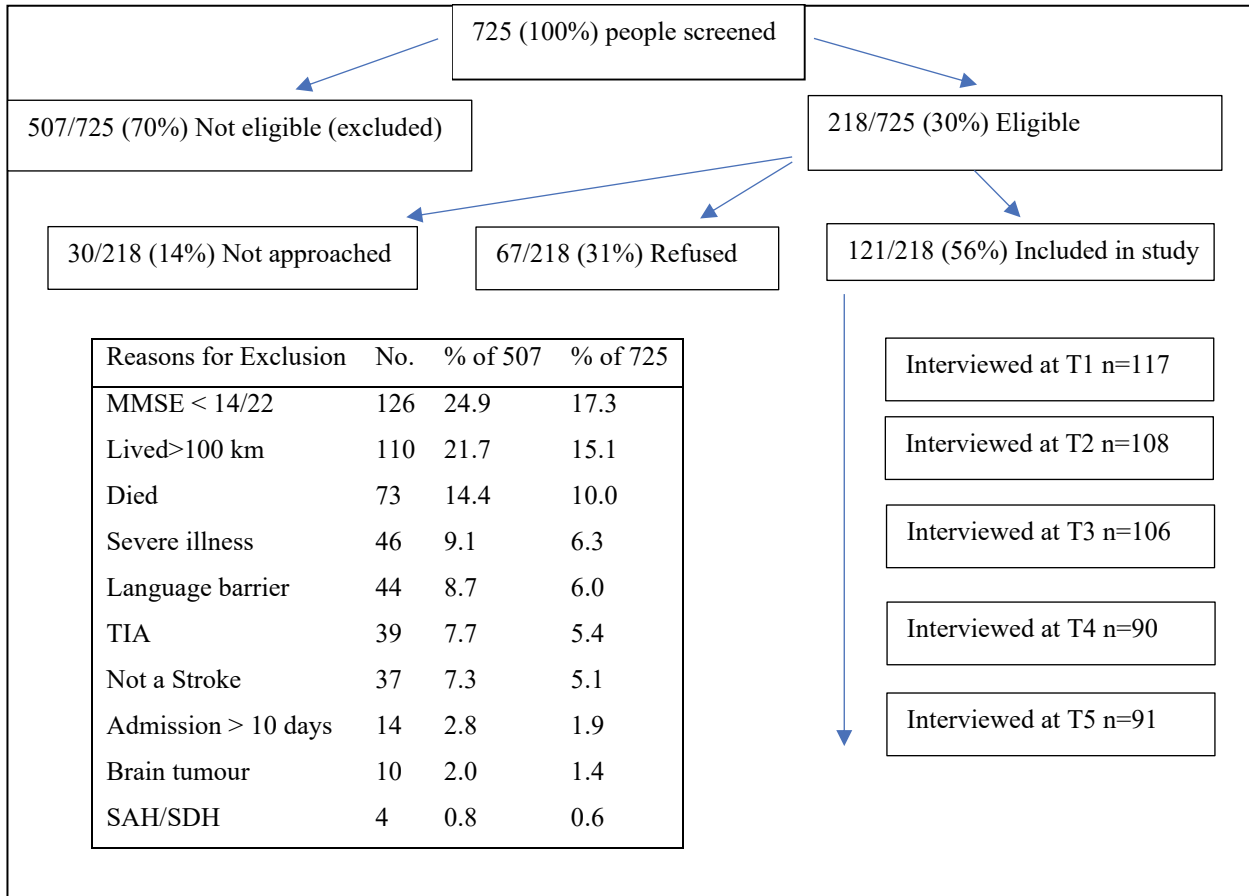 725 (100%) people screened
507/725 (70%) Not eligible (excluded)
218/725 (30%) Eligible
30/218 (14%) Not approached
67/218 (31%) Refused
121/218 (56%) Included in study
Reasons for Exclusion No. % of 507 % of 725
MMSE < 14/22 126 24.9 17.3
Lived>100 km 110 21.7 15.1
Died 73 14.4 10.0
Severe illness 46 9.1 6.3
Language barrier 44 8.7 6.0
TIA 39 7.7 5.4
Not a Stroke 37 7.3 5.1
Admission > 10 days 14 2.8 1.9
Brain tumour 10 2.0 1.4
SAH/SDH 4 0.8 0.6
Interviewed at T1 n=117
Interviewed at T2 n=108
Interviewed at T3 n=106
Interviewed at T4 n=90
Interviewed at T5 n=91